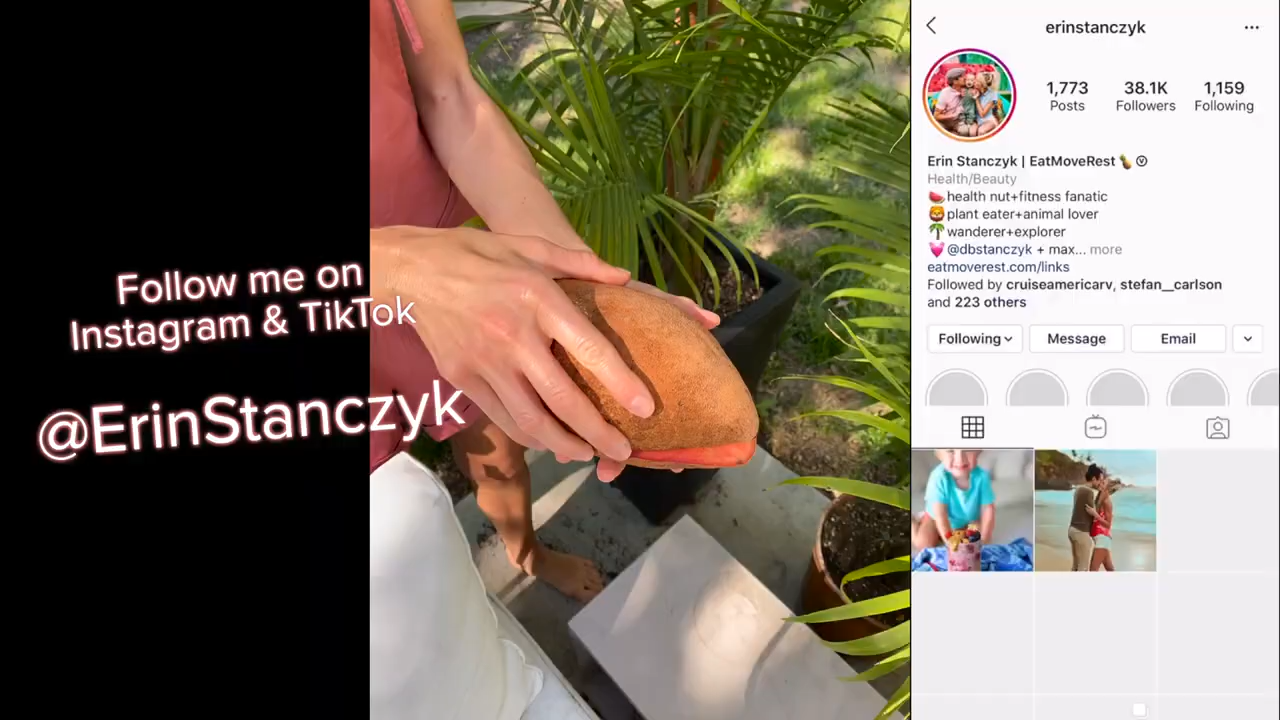 Follow me on
Instagram & TikTok
@ErinStanczyk
erinstanczyk
1,773
Posts
38.1K
Followers
1,159
Following
Erin Stanczyk | EatMoveRest🍍Ⓥ
Health/Beauty
🍉health nut+fitness fanatic
🦁plant eater+animal lover
🌴wanderer+explorer
💘@dbstanczyk + max... more
eatmoverest.com/links
Followed by cruiseamericarv, stefan__carlson
and 223 others
Following
Message
Email